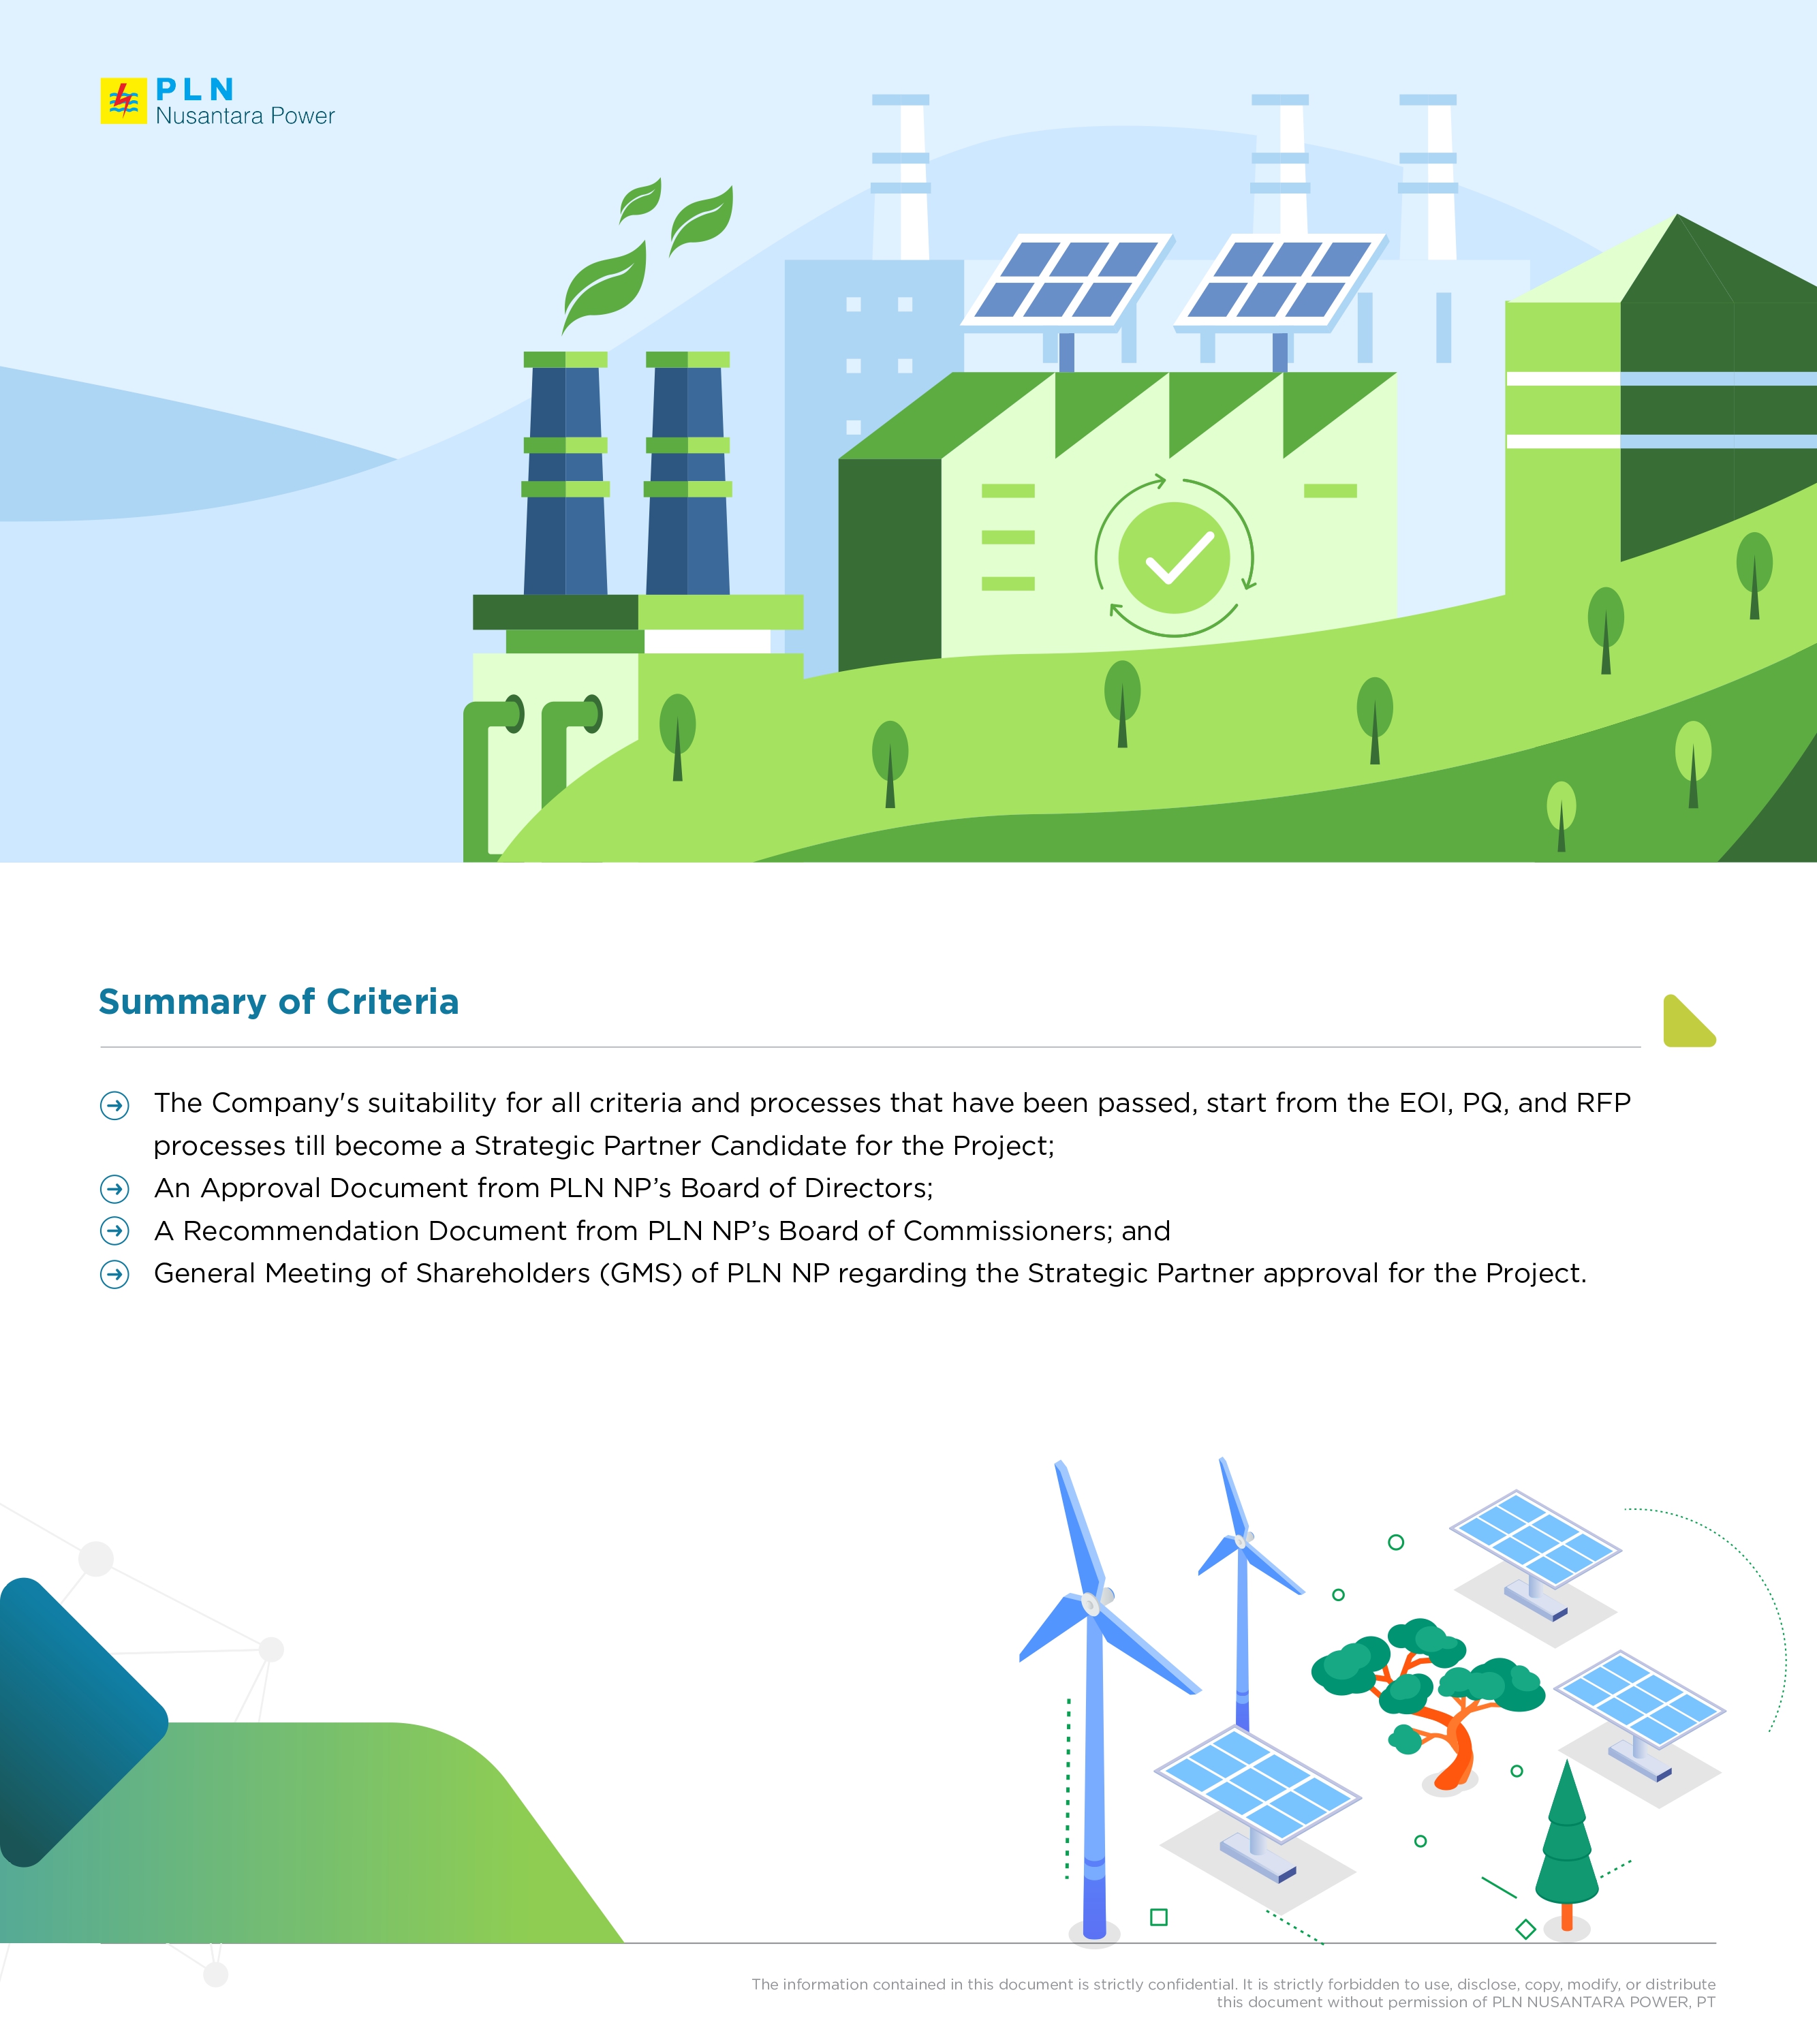 PLN
Nusantara Power
Summary of Criteria
The Company's suitability for all criteria and processes that have been passed, start from the EOI, PQ, and RFP
processes till become a Strategic Partner Candidate for the Project;
An Approval Document from PLN NP’s Board of Directors;
A Recommendation Document from PLN NP’s Board of Commissioners; and
General Meeting of Shareholders (GMS) of PLN NP regarding the Strategic Partner approval for the Project.
The information contained in this document is strictly confidential. It is strictly forbidden to use, disclose, copy, modify, or distribute
this document without permission of PLN NUSANTARA POWER, PT